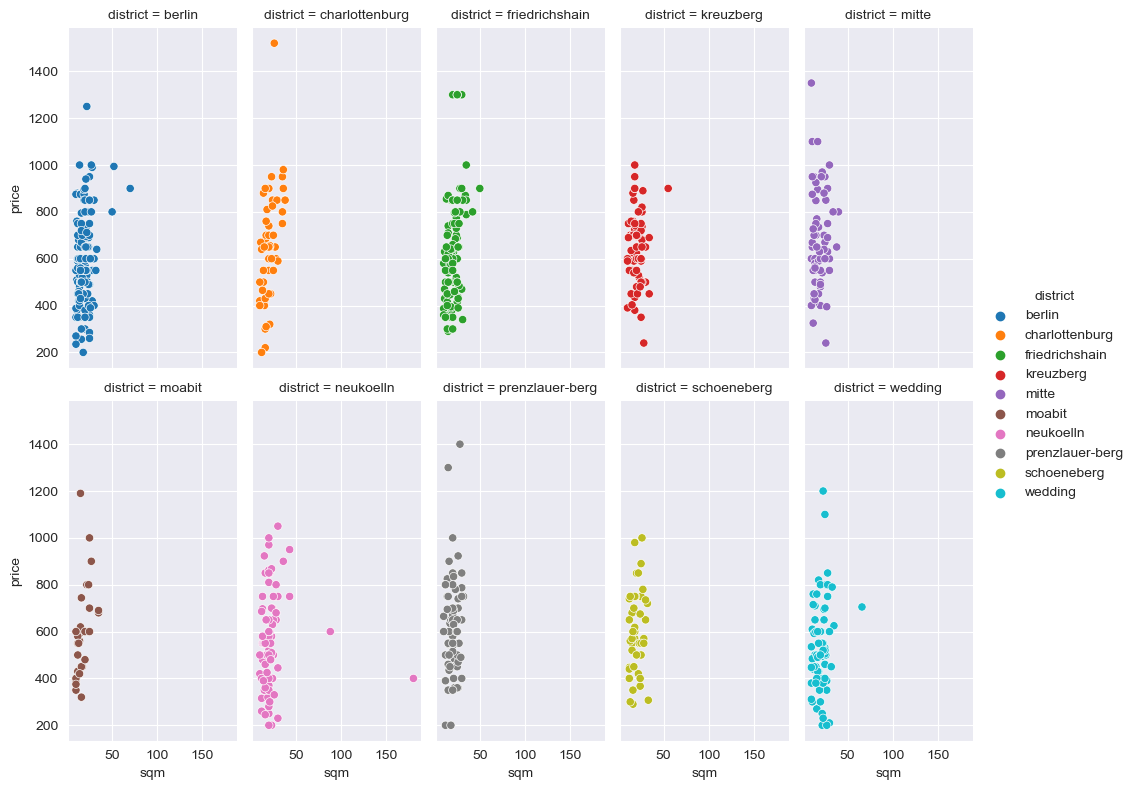 district = berlin
district = charlottenburg
district = friedrichshain
district = kreuzberg
district = mitte
1400
1200
1000
800
600
400
200
price
district = moabit
district = neukoelln
district = prenzlauer-berg
district = schoeneberg
district = wedding
1400
1200
1000
800
600
400
200
price
50 100 150
50 100 150
50 100 150
50 100 150
50 100 150
sqm
sqm
sqm
sqm
sqm
district
berlin
charlottenburg
friedrichshain
kreuzberg
mitte
moabit
neukoelln
prenzlauer-berg
schoeneberg
wedding